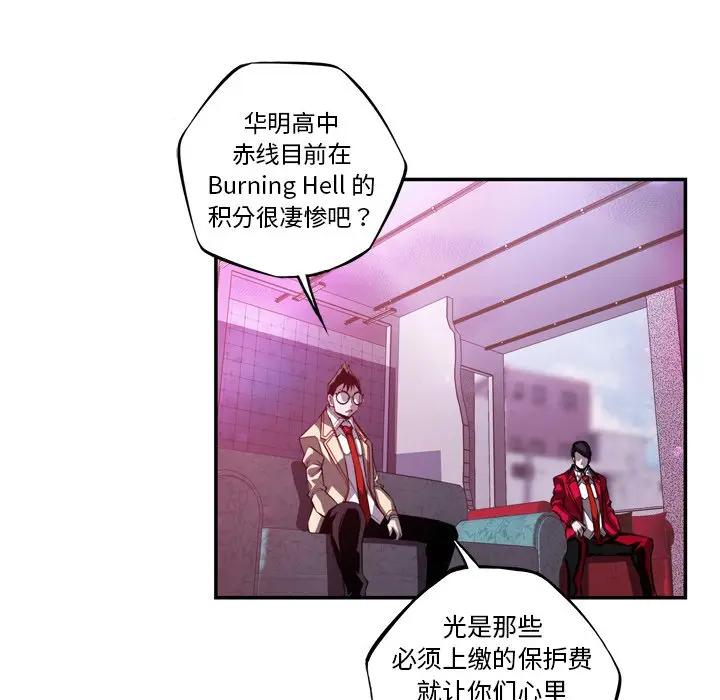 华明高中
赤线目前在
Burning Hell 的
积分很凄惨吧？
光是那些
必须上缴的保护费
就让你们心里